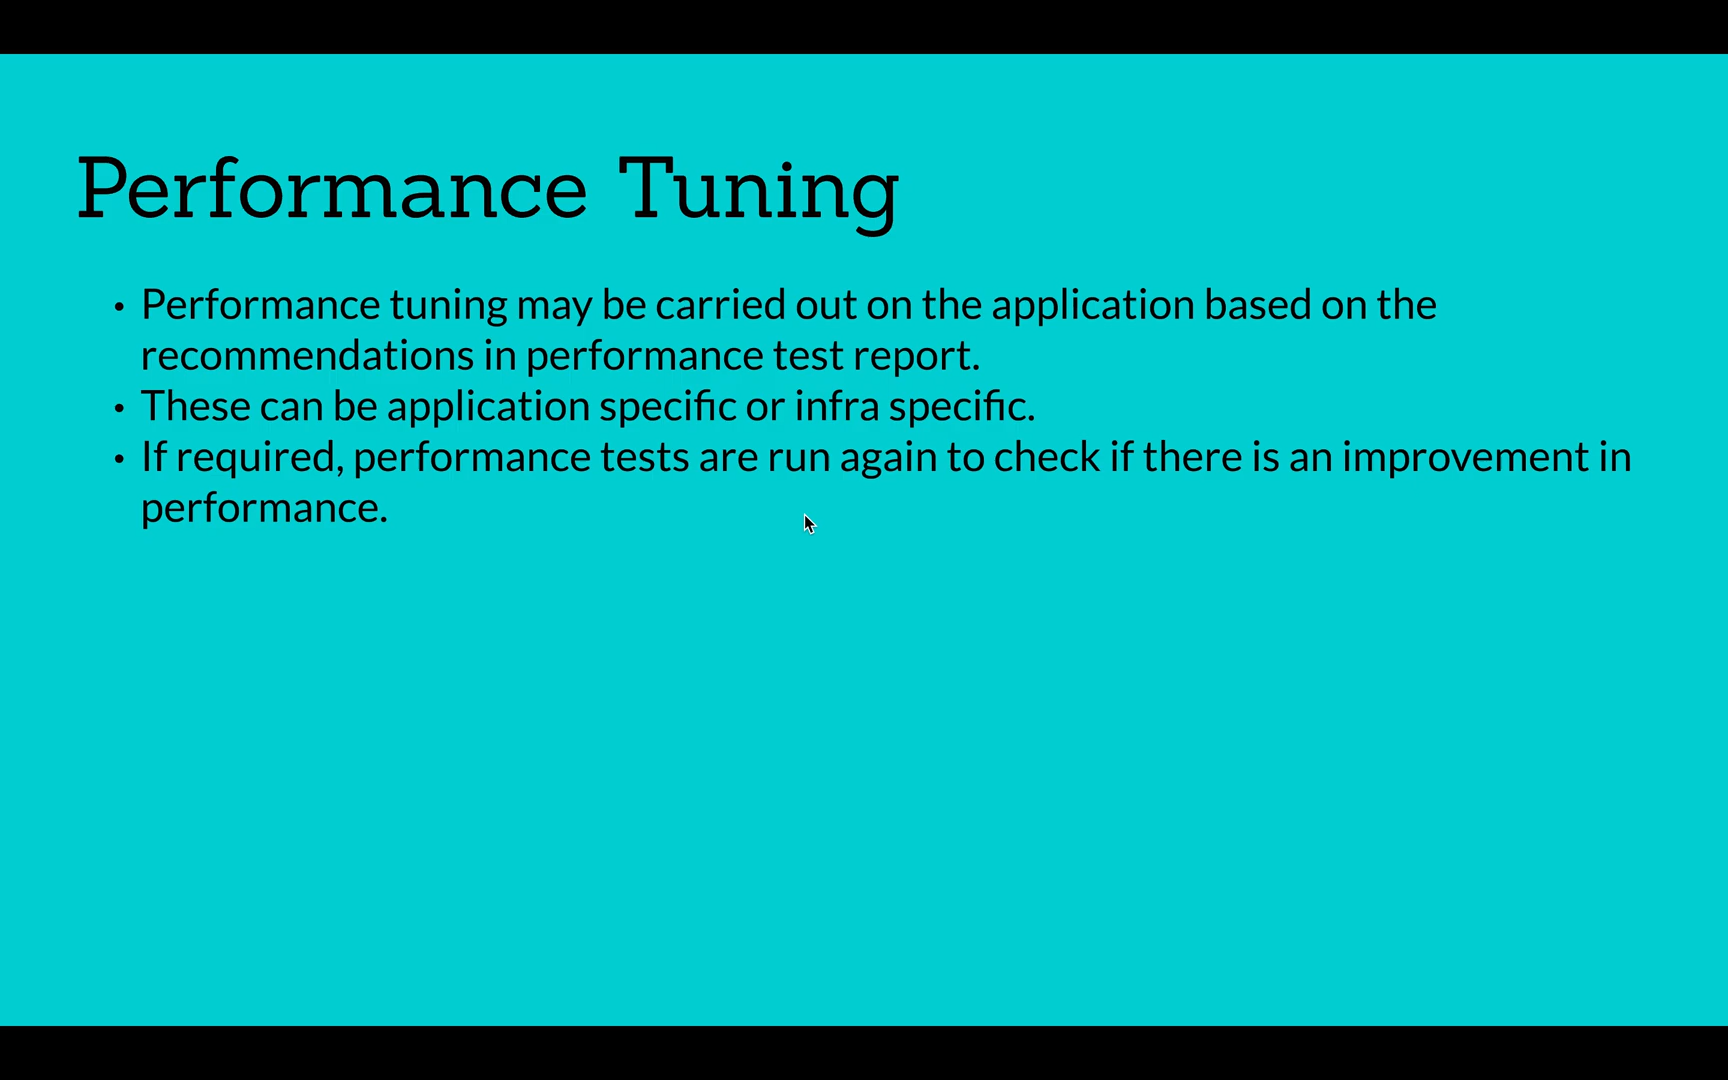 Performance Tuning
• Performance tuning may be carried out on the application based on the
recommendations in performance test report.
• These can be application specific or infra specific.
• If required, performance tests are run again to check if there is an improvement in
performance.